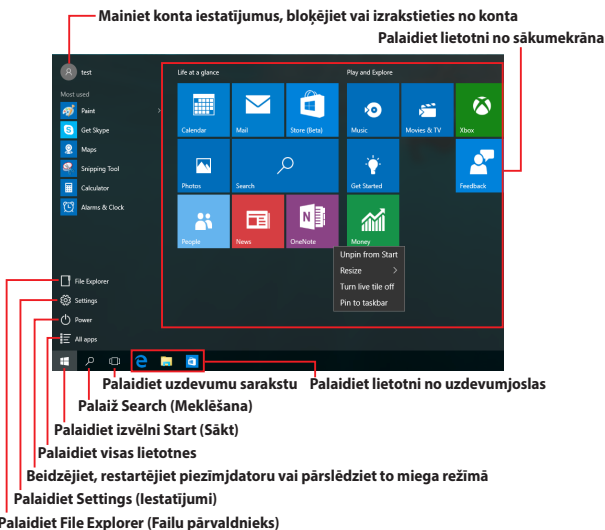 Mainiet konta iestatījumus, bloķējiet vai izrakstieties no konta
Palaidiet lietotni no sākumekrāna
test
Life at a glance
Play and Explore
Most used
Paint
Get Skype
Maps
Snipping Tool
Calculator
Alarms & Clock
Calendar
Mail
Store (Beta)
Music
Movies & TV
Xbox
Photos
Search
Get Started
Feedback
People
News
OneNote
Money
Unpin from Start
Resize
Turn live tile off
Pin to taskbar
File Explorer
Settings
Power
All apps
Palaidiet uzdevumu sarakstu
Palaidiet lietotni no uzdevumjoslas
Palaiž Search (Meklēšana)
Palaidiet izvēlni Start (Sākt)
Palaidiet visas lietotnes
Beidzējiet, restartējiet piezīmjdatoru vai pārslēdziet to miega režīmā
Palaidiet Settings (Iestatījumi)
Palaidiet File Explorer (Failu pārvaldnieks)